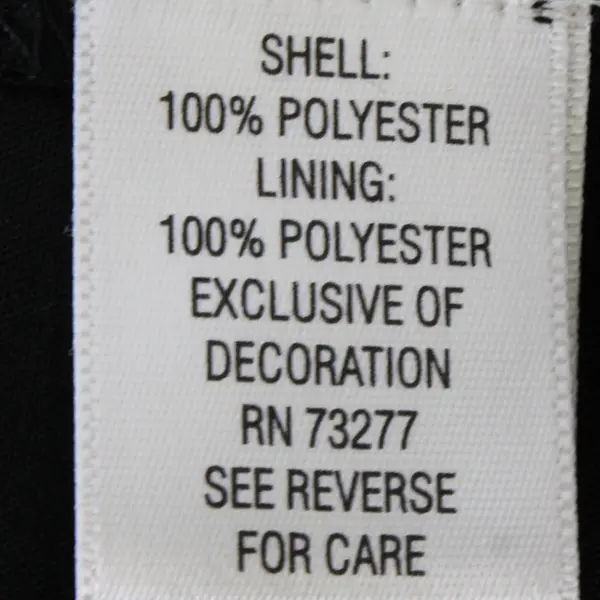 SHELL:
100% POLYESTER
LINING:
100% POLYESTER
EXCLUSIVE OF
DECORATION
RN 73277
SEE REVERSE
FOR CARE